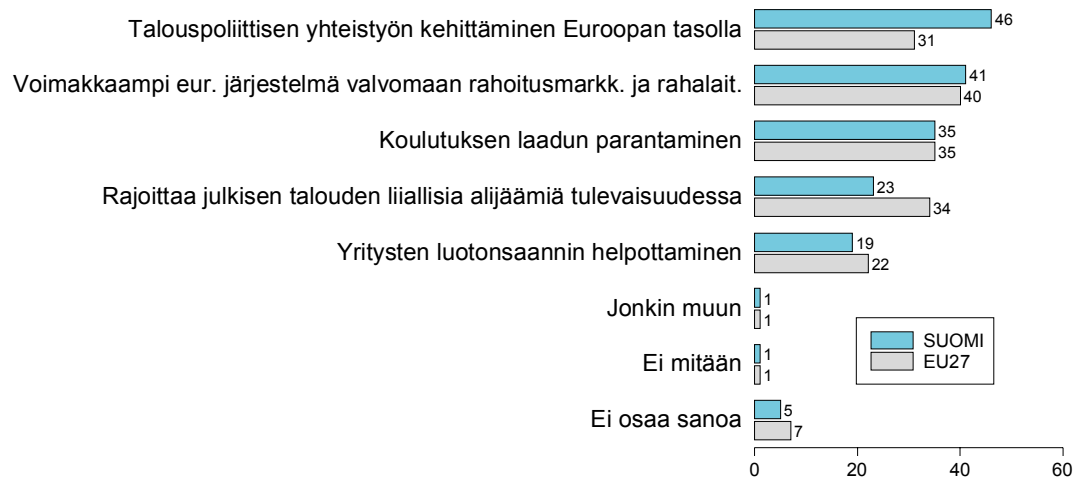 Talouspoliittisen yhteistyön kehittäminen Euroopan tasolla
46
31
Voimakkaampi eur. järjestelmä valvomaan rahoitusmarkk. ja rahalait.
41
40
Koulutuksen laadun parantaminen
35
35
Rajoittaa julkisen talouden liiallisia alijäämiä tulevaisuudessa
23
34
Yritysten luotonsaannin helpottaminen
19
22
Jonkin muun
1
1
Ei mitään
1
1
Ei osaa sanoa
5
7
SUOMI
EU27
0 20 40 60